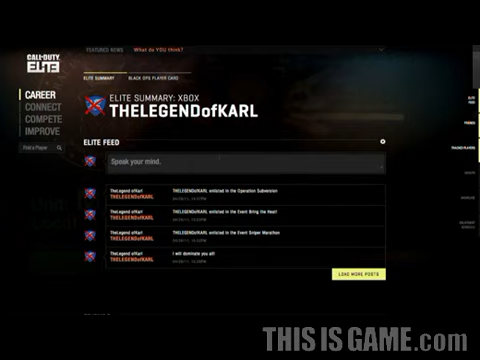 FEATURED NEWS What do YOU think?
CALL OF DUTY
ELITE
ELITE SUMMARY BLACK OPS PLAYER CARD
CAREER
CONNECT
COMPETE
IMPROVE
Find a Player
ELITE SUMMARY: XBOX
THELEGENDofKARL
ELITE FEED
Speak your mind.
TheLegend ofKarl THELEGENDofKARL enlisted in the Operation Subversion
THELEGENDofKARL
TheLegend ofKarl THELEGENDofKARL enlisted in the Event Bring the Heat!
THELEGENDofKARL
TheLegend ofKarl THELEGENDofKARL enlisted in the Event Sniper Marathon
THELEGENDofKARL
TheLegend ofKarl I will dominate you all!
THELEGENDofKARL
LOAD MORE POSTS
THIS IS GAME.com